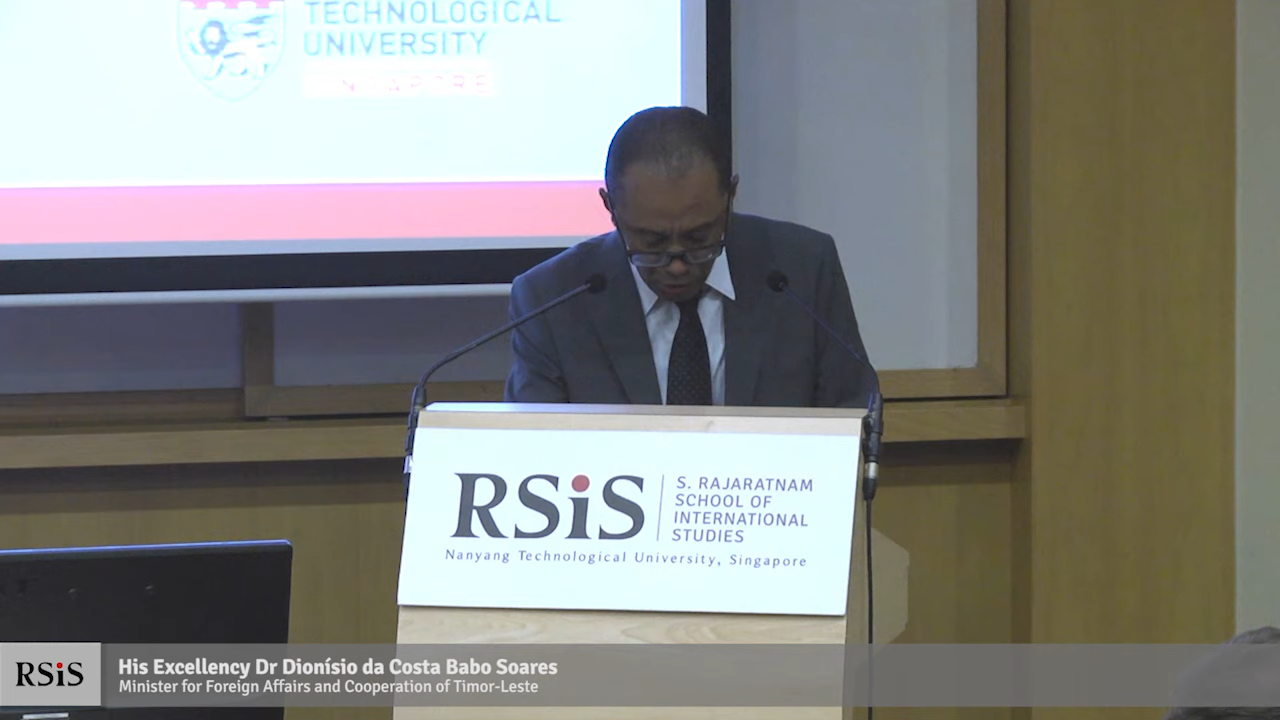 TECHNOLOGICAL
UNIVERSITY
SINGAPORE
RSiS
S. RAJARATNAM
SCHOOL OF
INTERNATIONAL
STUDIES
Nanyang Technological University, Singapore
RSiS
His Excellency Dr Dionísio da Costa Babo Soares
Minister for Foreign Affairs and Cooperation of Timor-Leste